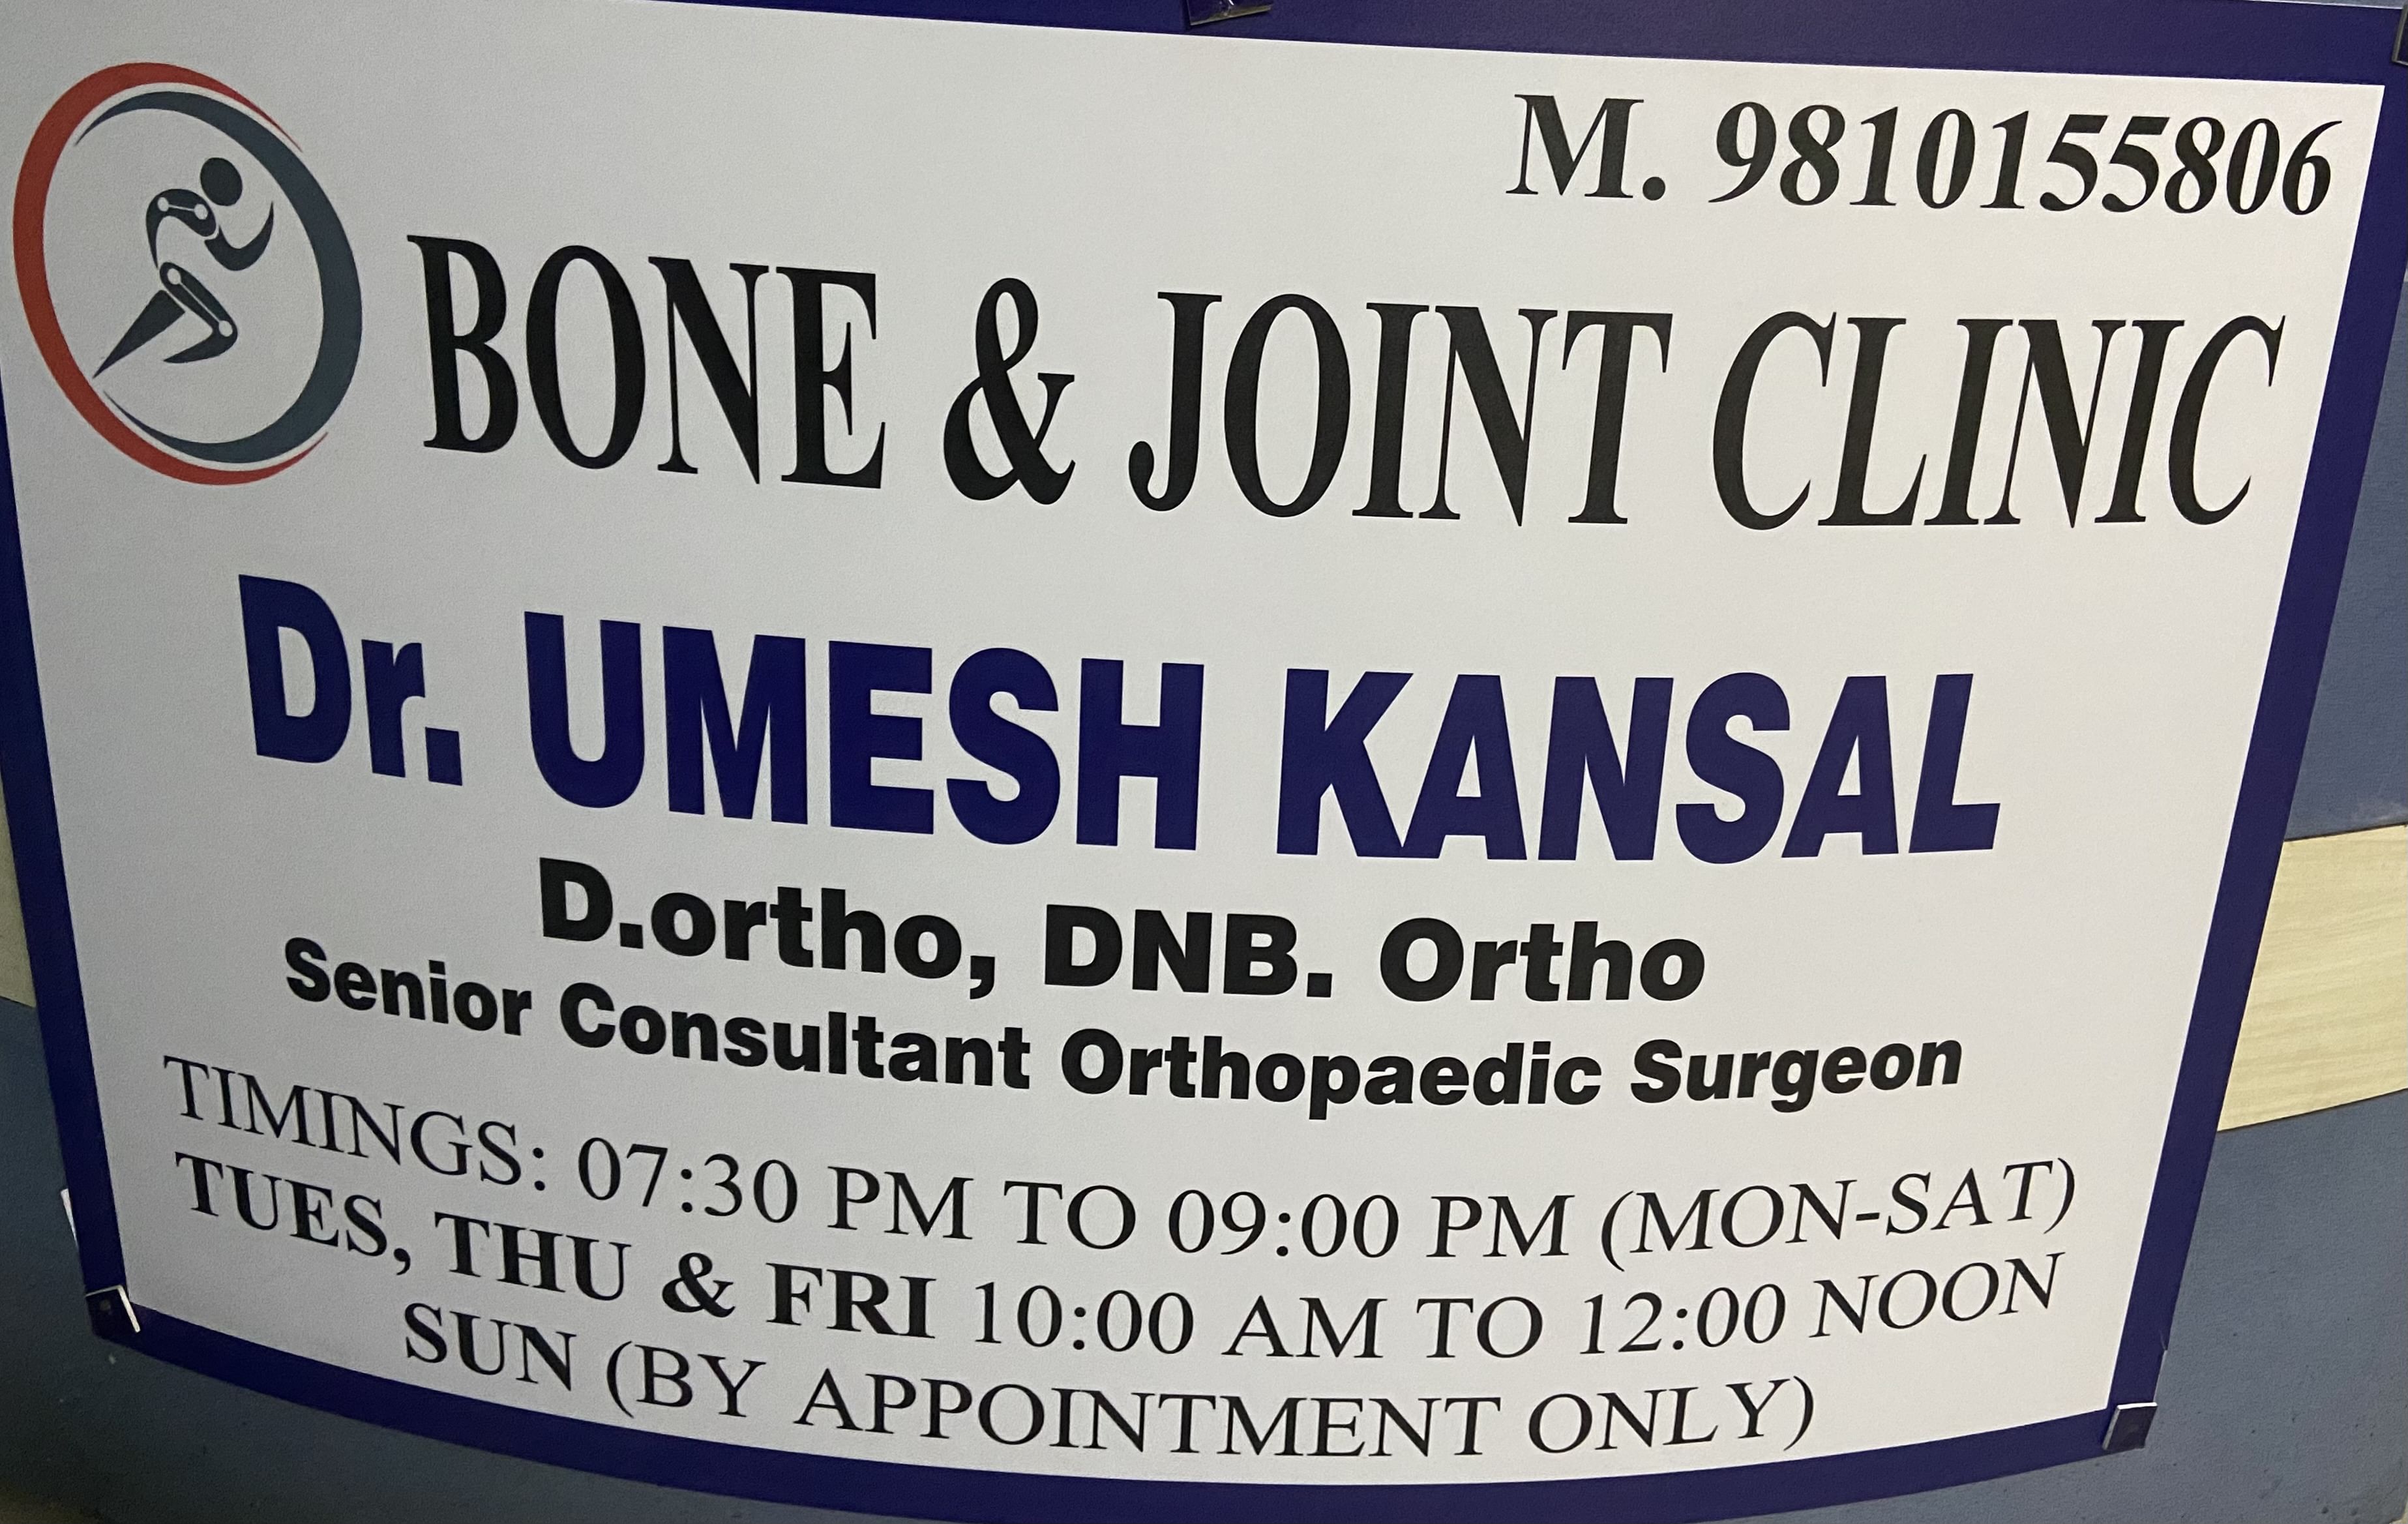 M. 9810155806
BONE & JOINT CLINIC
Dr. UMESH KANSAL
D.ortho, DNB. Ortho
Senior Consultant Orthopaedic Surgeon
TIMINGS: 07:30 PM TO 09:00 PM (MON-SAT)
TUES, THU & FRI 10:00 AM TO 12:00 NOON
SUN (BY APPOINTMENT ONLY)